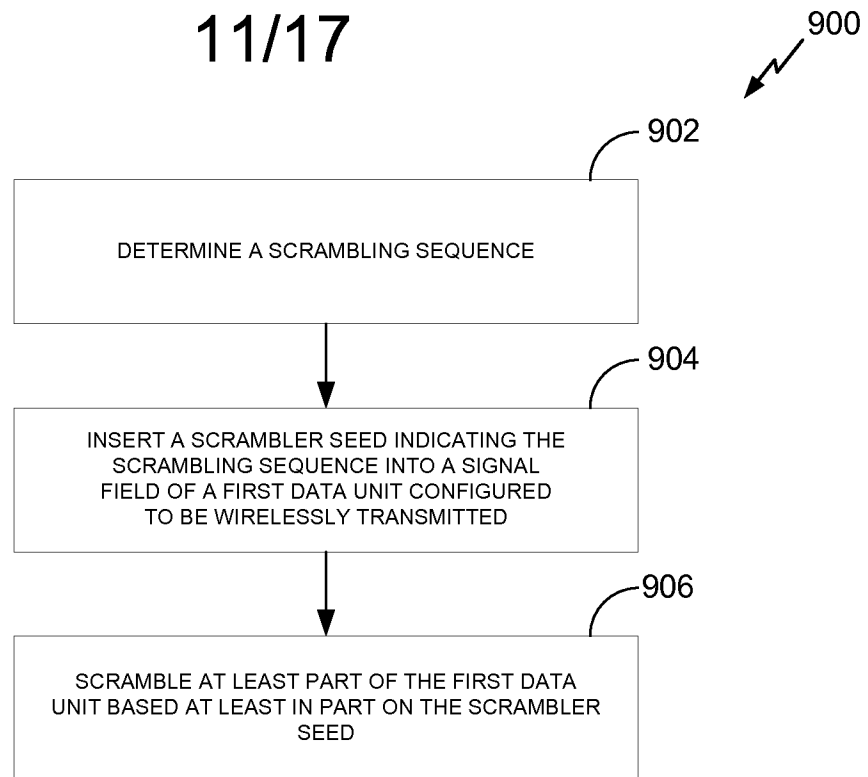 11/17
900
902
DETERMINE A SCRAMBLING SEQUENCE
904
INSERT A SCRAMBLER SEED INDICATING THE
SCRAMBLING SEQUENCE INTO A SIGNAL
FIELD OF A FIRST DATA UNIT CONFIGURED
TO BE WIRELESSLY TRANSMITTED
906
SCRAMBLE AT LEAST PART OF THE FIRST DATA
UNIT BASED AT LEAST IN PART ON THE SCRAMBLER
SEED